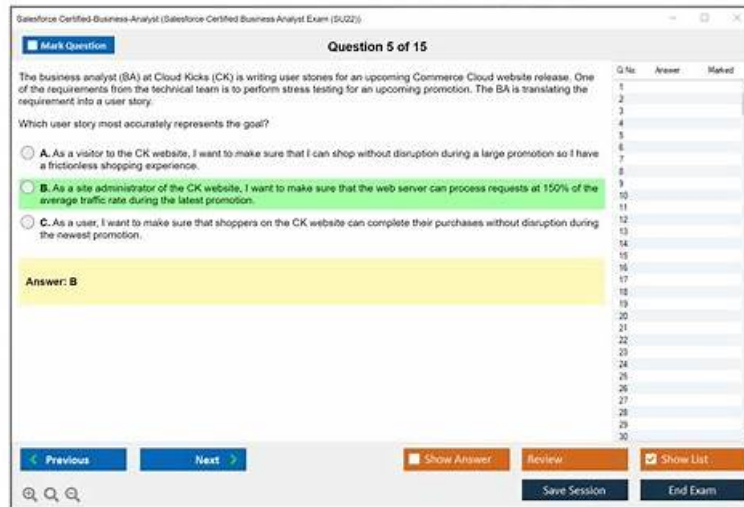 Salesforce Certified-Business-Analyst (Salesforce Certified Business Analyst Exam (SU22))
Mark Question
Question 5 of 15
The business analyst (BA) at Cloud Kicks (CK) is writing user stones for an upcoming Commerce Cloud website release. One
of the requirements from the technical team is to perform stress testing for an upcoming promotion. The BA is translating the
requirement into a user story.
Which user story most accurately represents the goal?
A. As a visitor to the CK website, I want to make sure that I can shop without disruption during a large promotion so I have
a frictionless shopping experience.
B. As a site administrator of the CK website, I want to make sure that the web server can process requests at 150% of the
average traffic rate during the latest promotion.
C. As a user, I want to make sure that shoppers on the CK website can complete their purchases without disruption during
the newest promotion.
Answer: B
Q.No Answer Marked
1
2
3
4
5
6
7
8
9
10
11
12
13
14
15
16
17
18
19
20
21
22
23
24
25
26
27
28
29
30
Previous
Next
Show Answer
Review
Show List
Save Session
End Exam